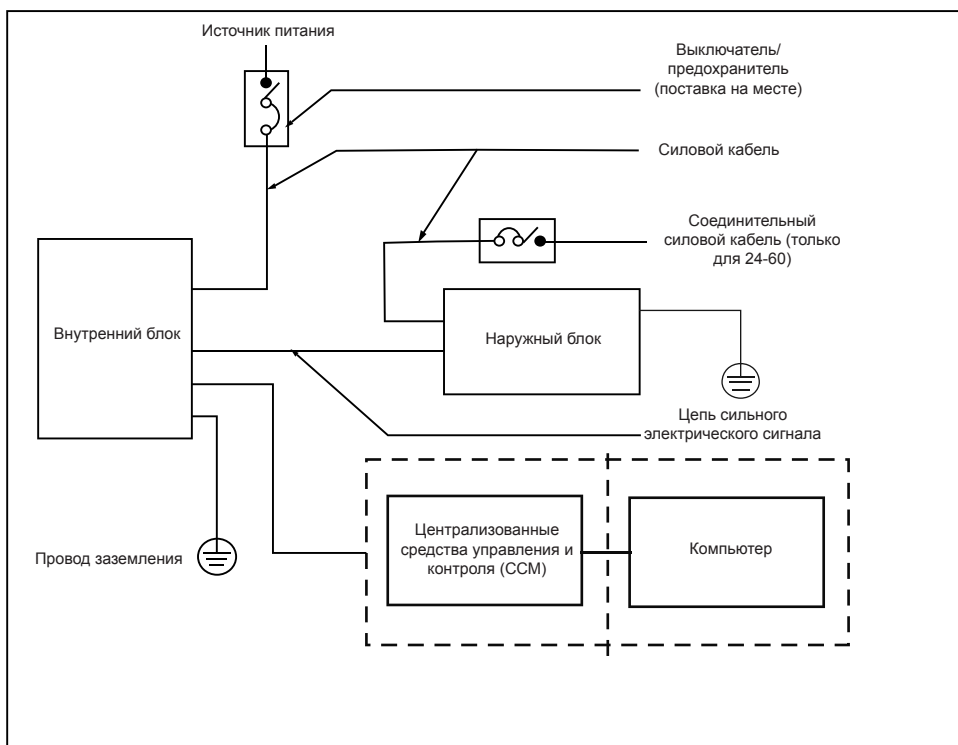 Источник питания
Выключатель/
предохранитель
(поставка на месте)
Силовой кабель
Соединительный
силовой кабель (только
для 24-60)
Внутренний блок
Наружный блок
Цепь сильного
электрического сигнала
Провод заземления
Централизованные
средства управления и
контроля (CCM)
Компьютер